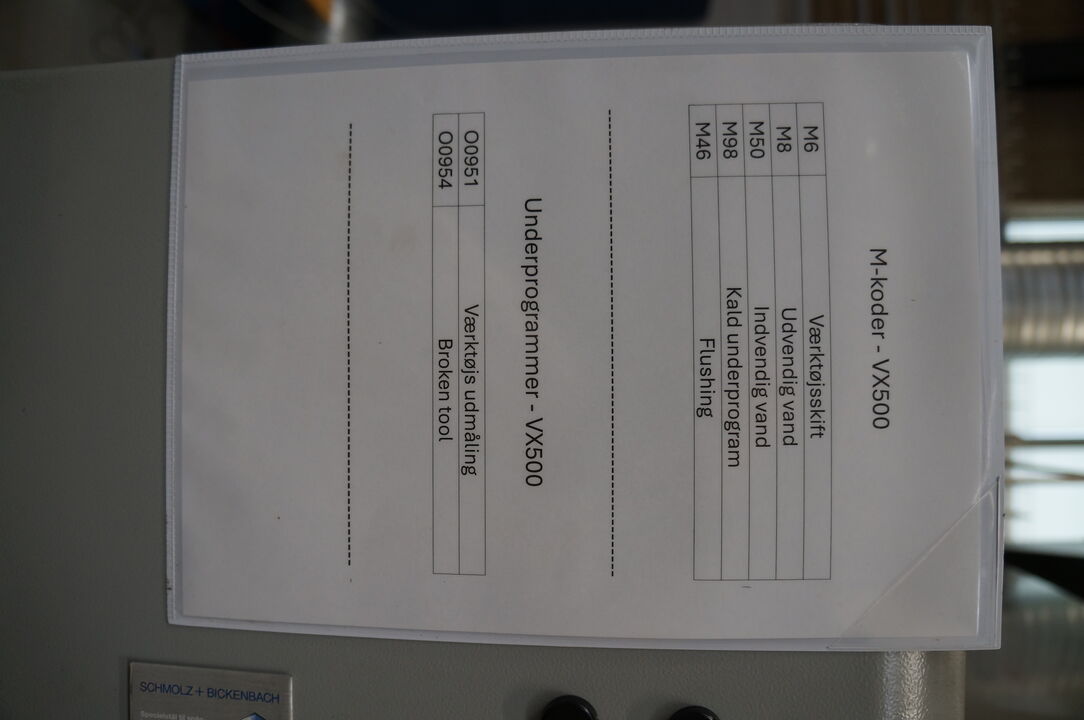 M-koder - VX500
M6 Værktøjsskift
M8 Udvendig vand
M50 Indvendig vand
M98 Kald underprogram
M46 Flushing
Underprogrammer - VX500
O0951 Værktøjs udmåling
O0954 Broken tool
SCHMOLZ + BICKENBACH